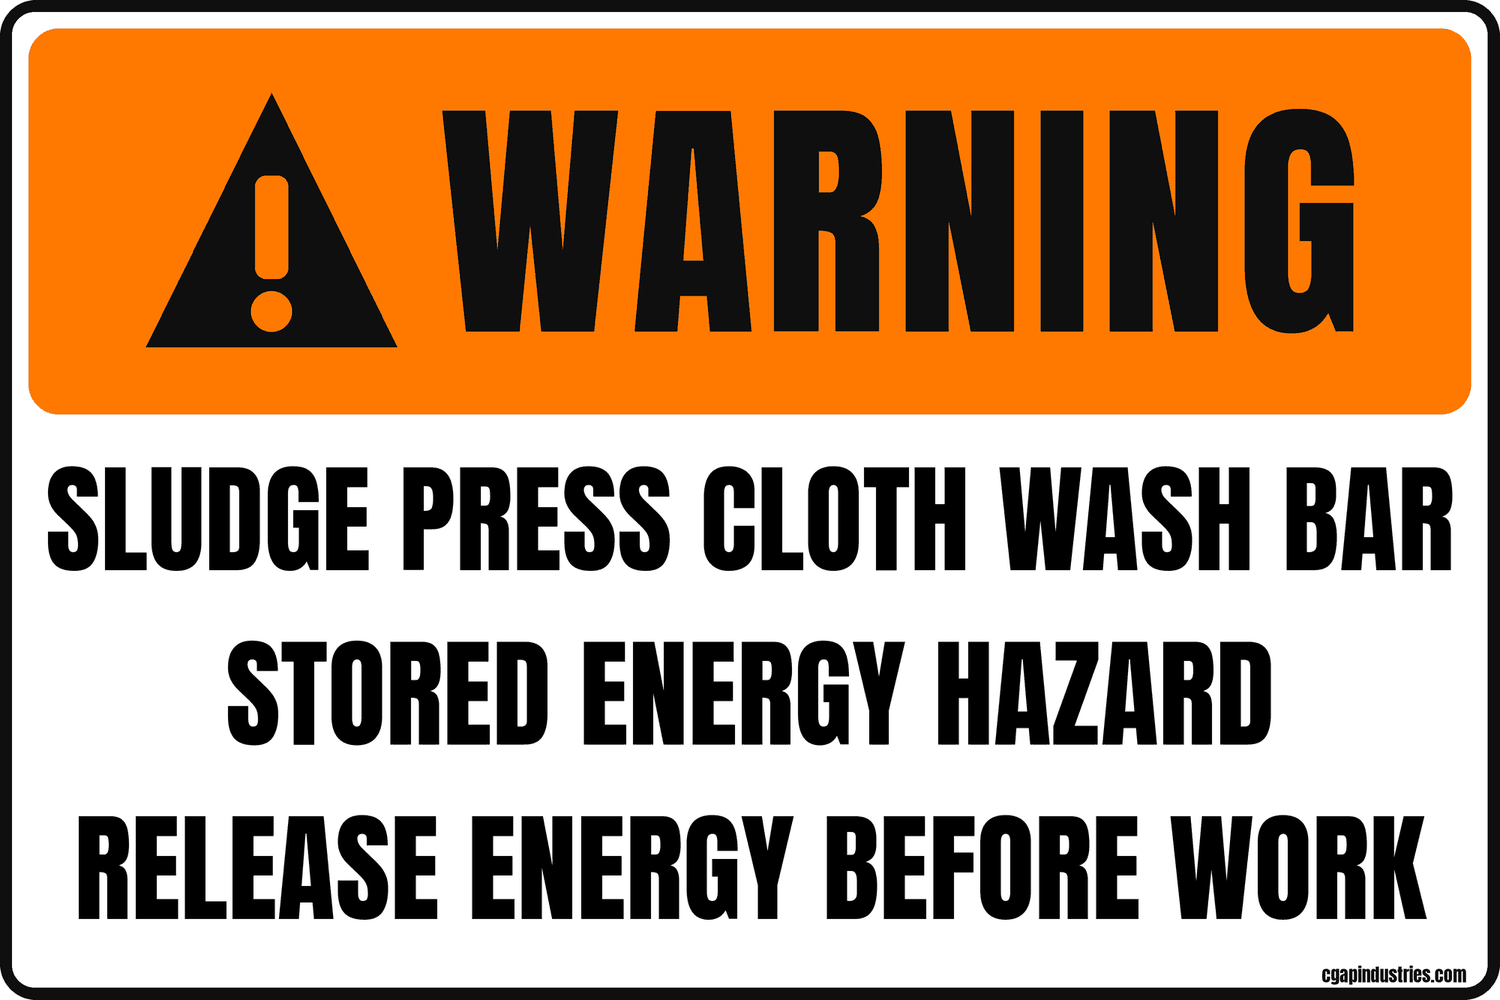 WARNING
SLUDGE PRESS CLOTH WASH BAR
STORED ENERGY HAZARD
RELEASE ENERGY BEFORE WORK
cgapindustries.com